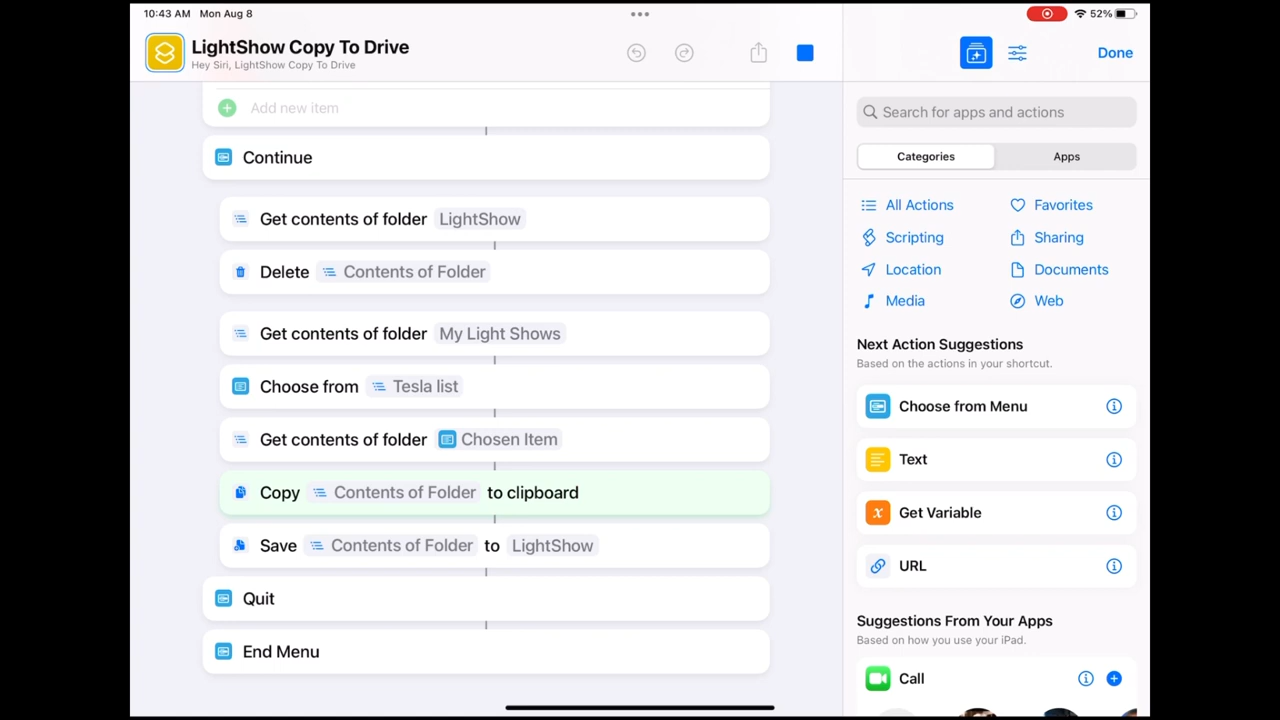 10:43 AM Mon Aug 8
52%
LightShow Copy To Drive
Hey Siri, LightShow Copy To Drive
Done
Add new item
Continue
Get contents of folder LightShow
Delete Contents of Folder
Get contents of folder My Light Shows
Choose from Tesla list
Get contents of folder Chosen Item
Copy Contents of Folder to clipboard
Save Contents of Folder to LightShow
Quit
End Menu
Search for apps and actions
Categories Apps
All Actions Favorites
Scripting Sharing
Location Documents
Media Web
Next Action Suggestions
Based on the actions in your shortcut.
Choose from Menu
Text
x Get Variable
URL
Suggestions From Your Apps
Based on how you use your iPad.
Call